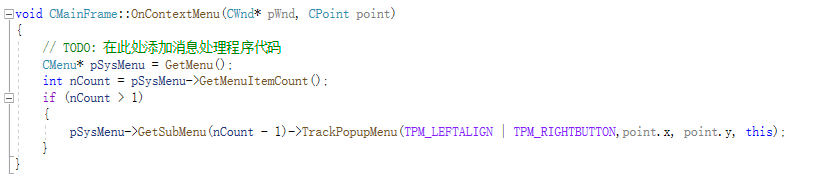 void CMainFrame::OnContextMenu(CWnd* pWnd, CPoint point)
{
// TODO: 在此处添加消息处理程序代码
CMenu* pSysMenu = GetMenu();
int nCount = pSysMenu->GetMenuItemCount();
if (nCount > 1)
{
pSysMenu->GetSubMenu(nCount - 1)->TrackPopupMenu(TPM_LEFTALIGN | TPM_RIGHTBUTTON,point.x, point.y, this);
}
}